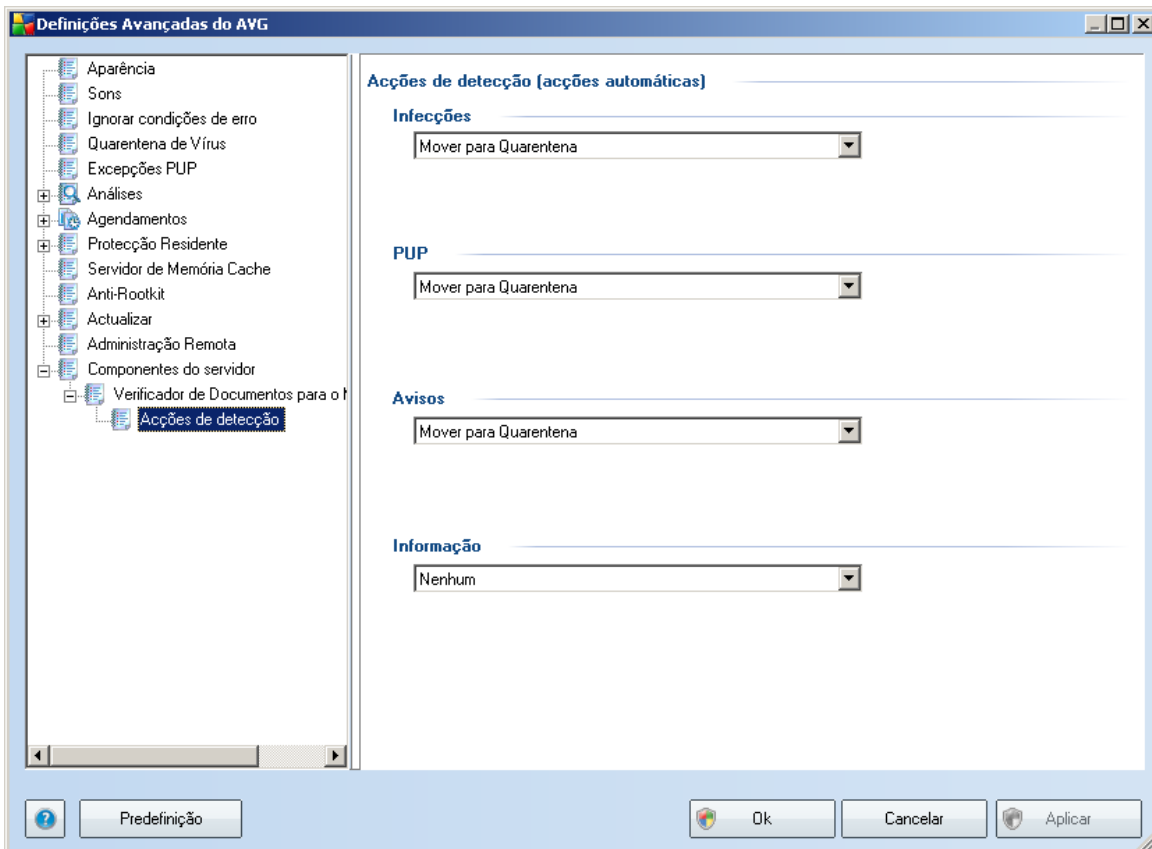 Definições Avançadas do AVG
Aparência
Sons
Ignorar condições de erro
Quarentena de Vírus
Excepções PUP
Análises
Agendamentos
Protecção Residente
Servidor de Memória Cache
Anti-Rootkit
Actualizar
Administração Remota
Componentes do servidor
Verificador de Documentos para o
Acções de detecção
Acções de detecção (acções automáticas)
Infecções
Mover para Quarentena
PUP
Mover para Quarentena
Avisos
Mover para Quarentena
Informação
Nenhum
Predefinição
Ok
Cancelar
Aplicar